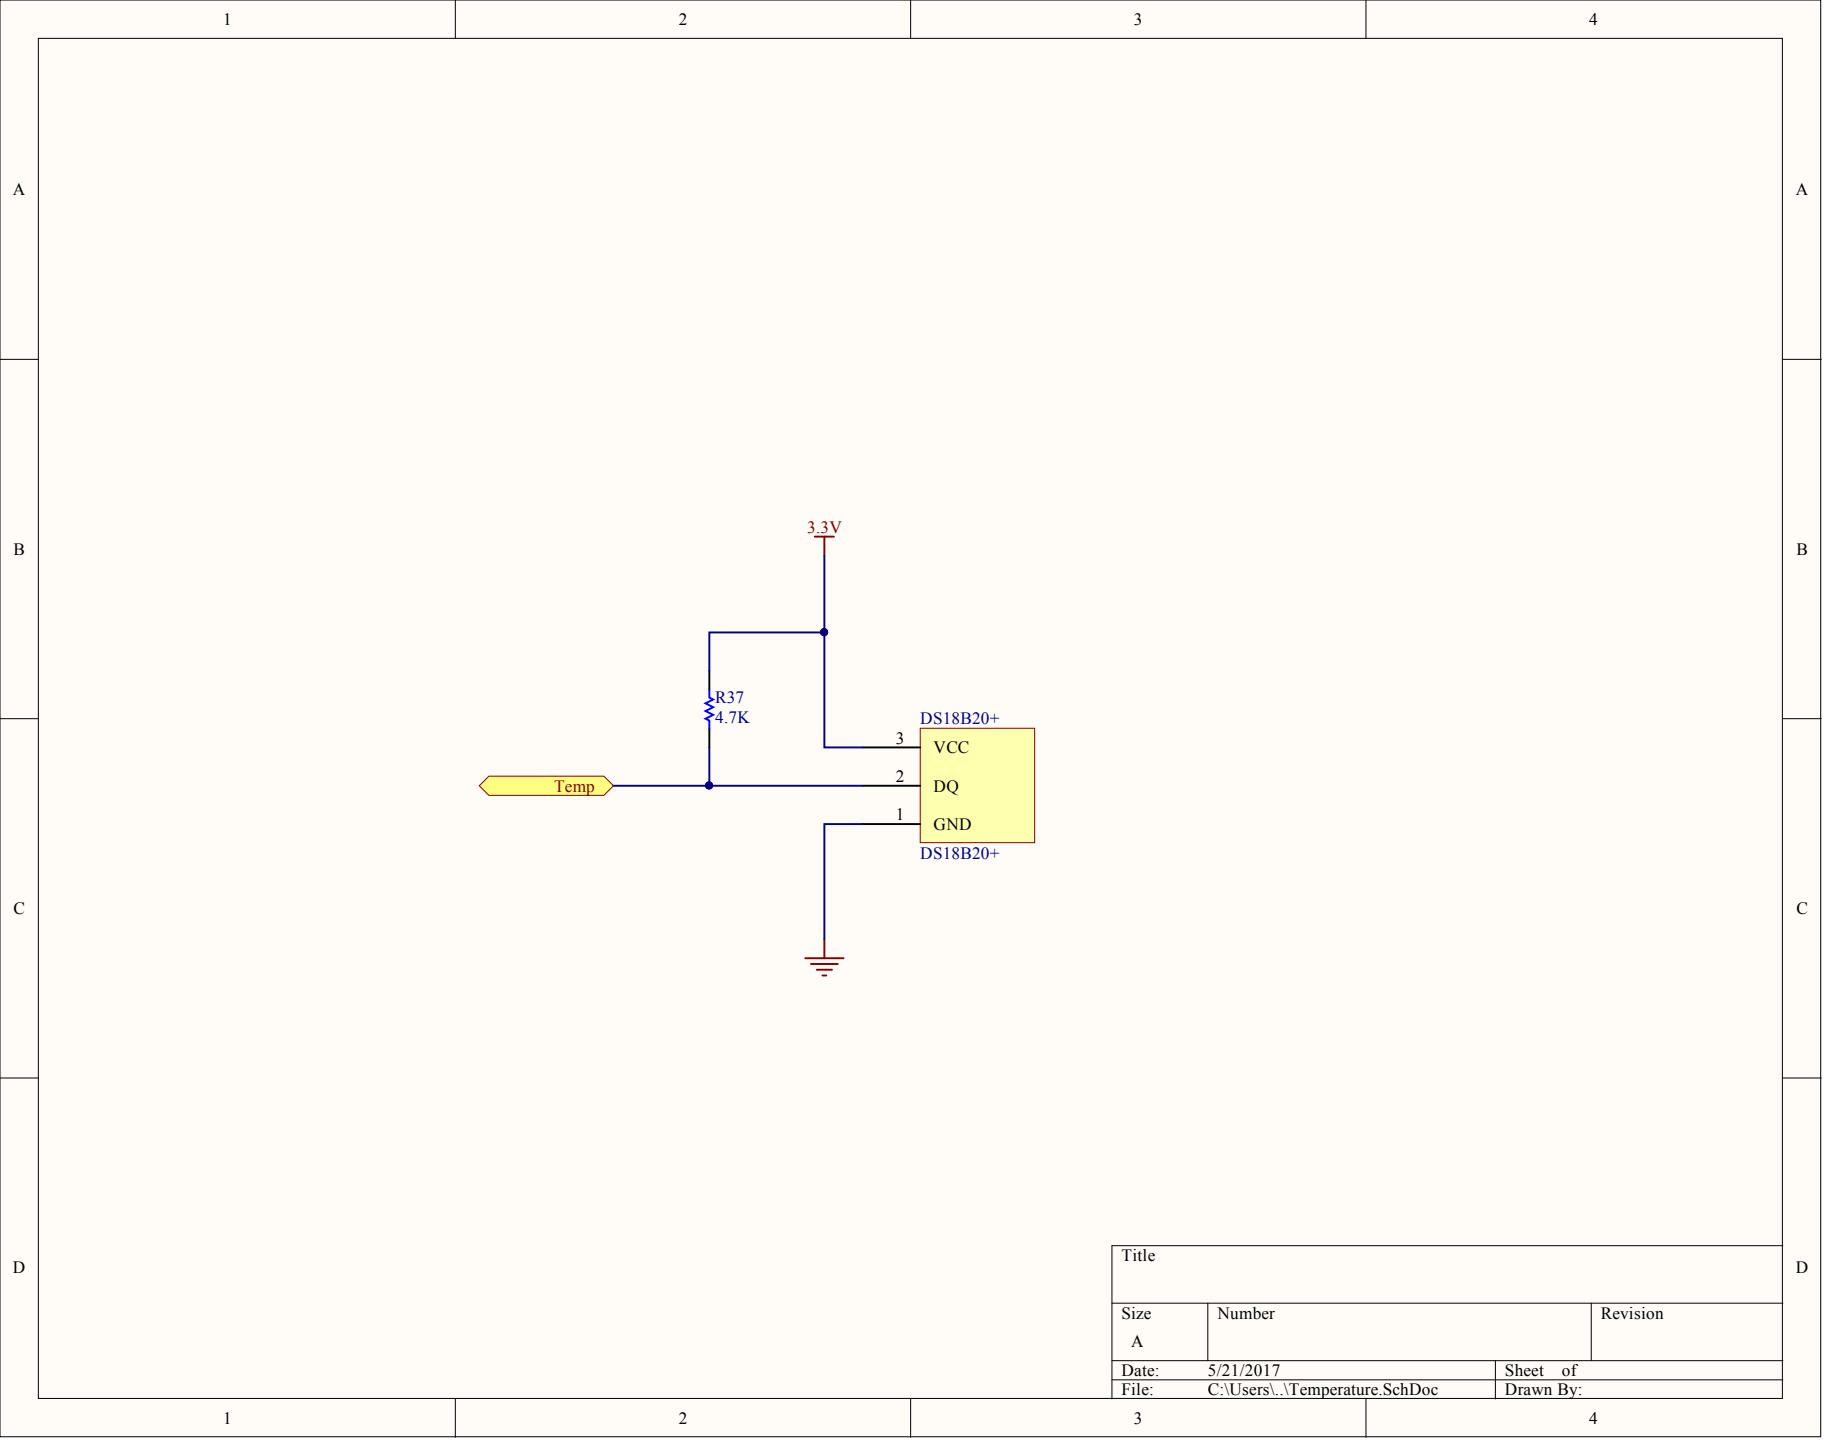 1 2 3 4
A A
3.3V
B B
R37
4.7K
DS18B20+
3 VCC
Temp 2 DQ
1 GND
DS18B20+
C C
Title
D D
Size Number Revision
A
Date: 5/21/2017 Sheet of
File: C:\Users\..\Temperature.SchDoc Drawn By:
1 2 3 4